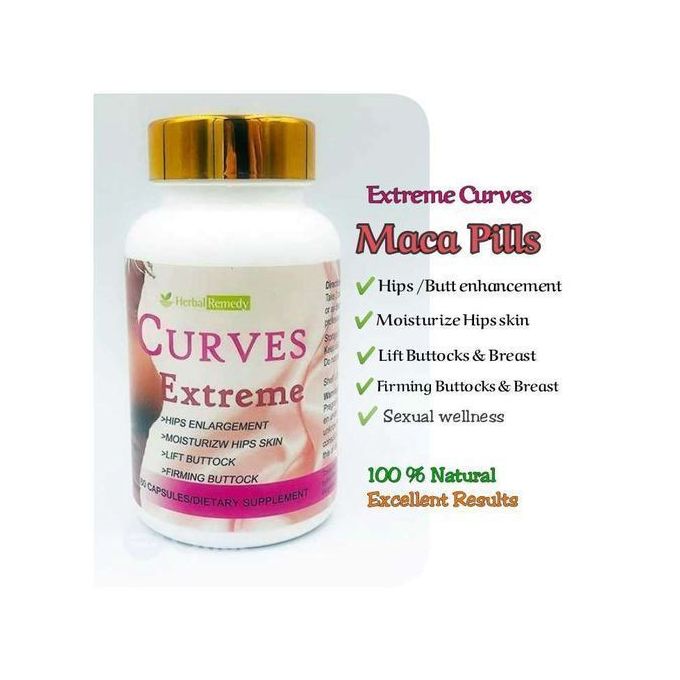 Herbal Remedy
CURVES
Extreme
>HIPS ENLARGEMENT
>MOISTURIZW HIPS SKIN
>LIFT BUTTOCK
>FIRMING BUTTOCK
CAPSULES/DIETARY SUPPLEMENT
Extreme Curves
Maca Pills
Hips /Butt enhancement
Moisturize Hips skin
Lift Buttocks & Breast
Firming Buttocks & Breast
Sexual wellness
100 % Natural
Excellent Results